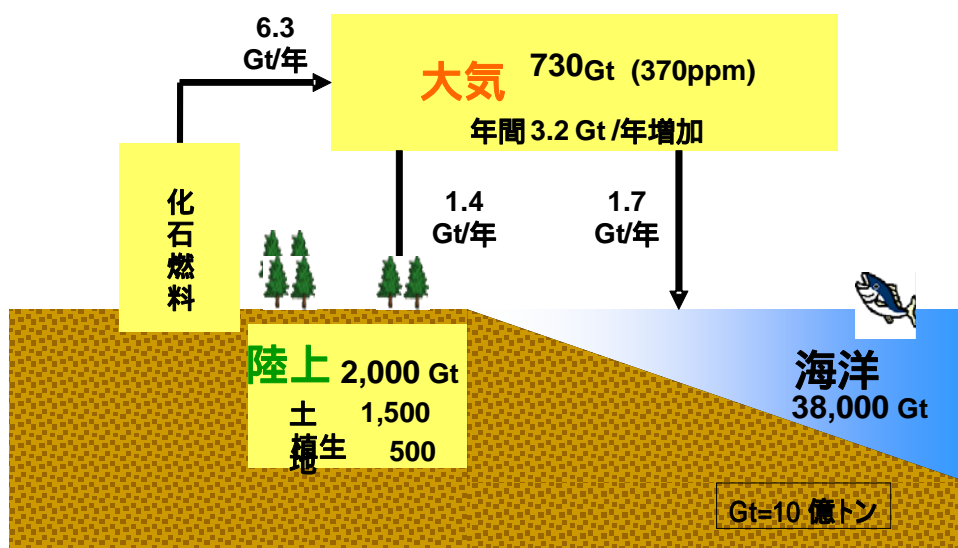 6.3
Gt/年
大気 730Gt (370ppm)
年間 3.2 Gt /年増加
化石燃料
1.4
Gt/年
1.7
Gt/年
陸上 2,000 Gt
土地 1,500
植生 500
海洋
38,000 Gt
Gt=10 億トン